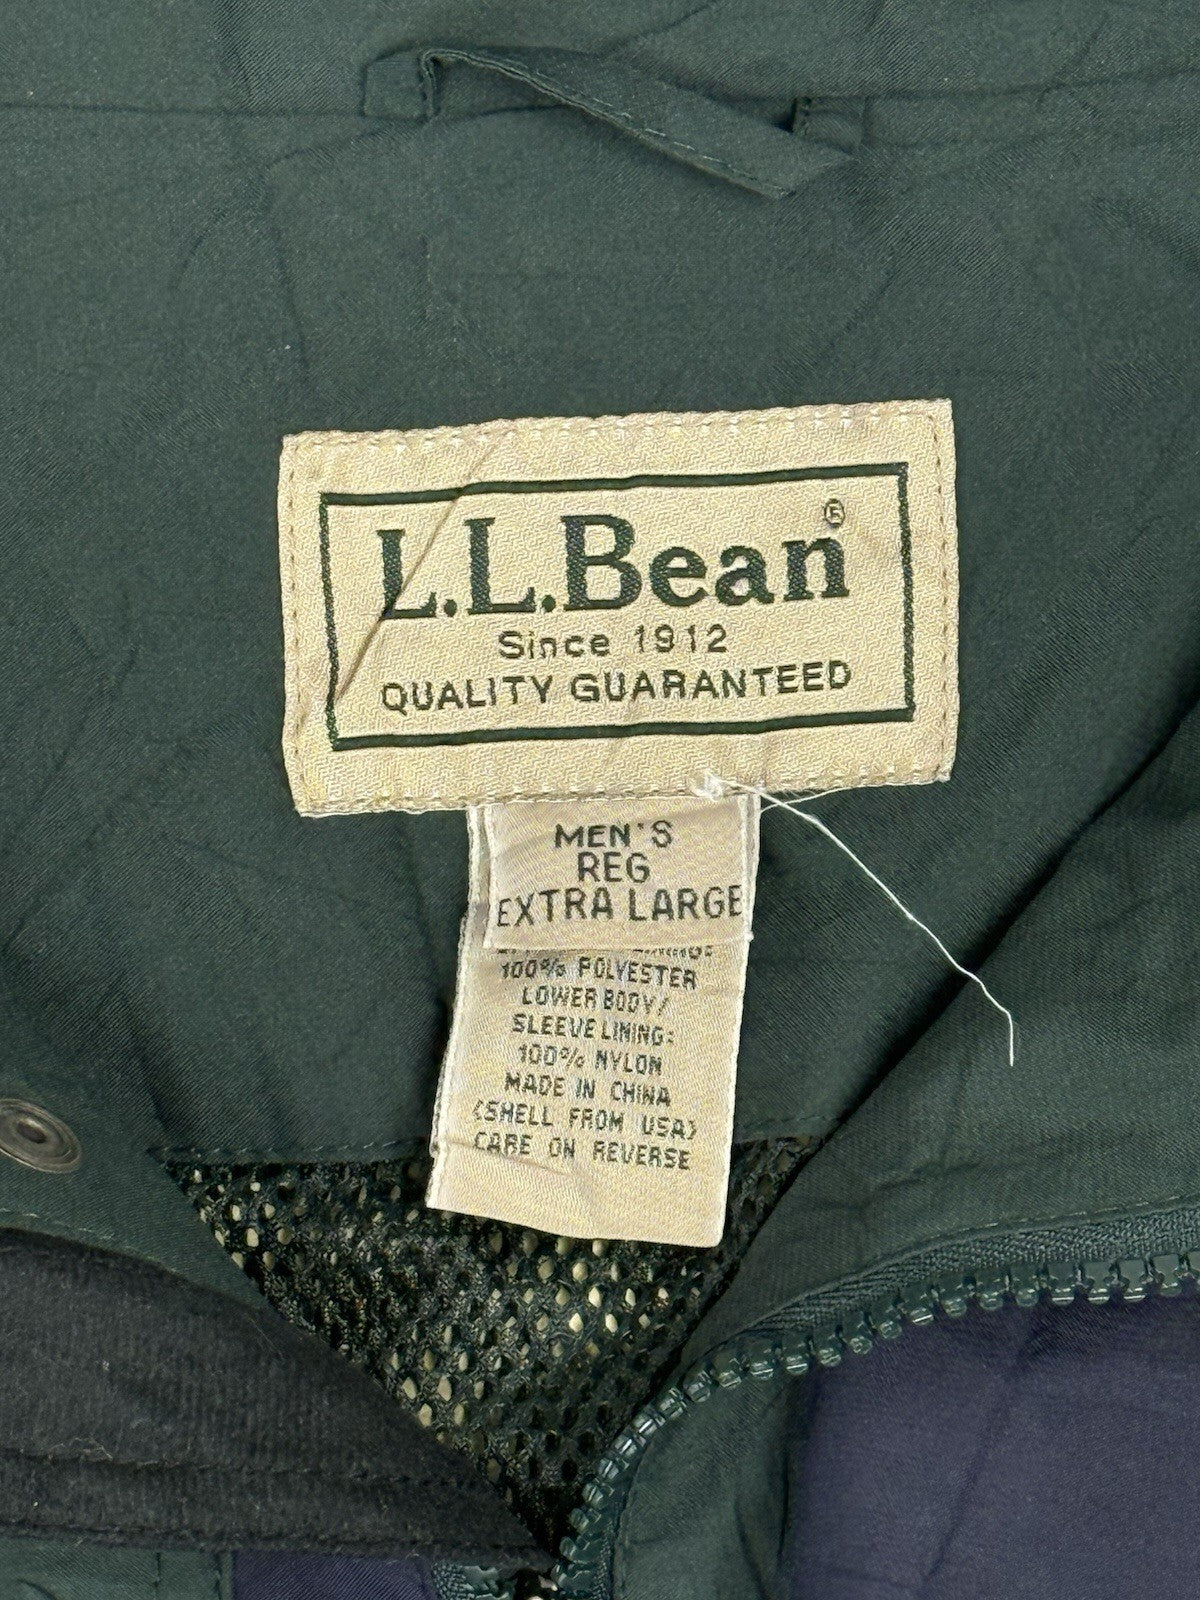 L.L.Bean®
Since 1912
QUALITY GUARANTEED
MEN'S
REG
EXTRA LARGE
100% POLYESTER
LOWER BODY/
SLEEVE LINING:
100% NYLON
MADE IN CHINA
(SHELL FROM USA)
CARE ON REVERSE